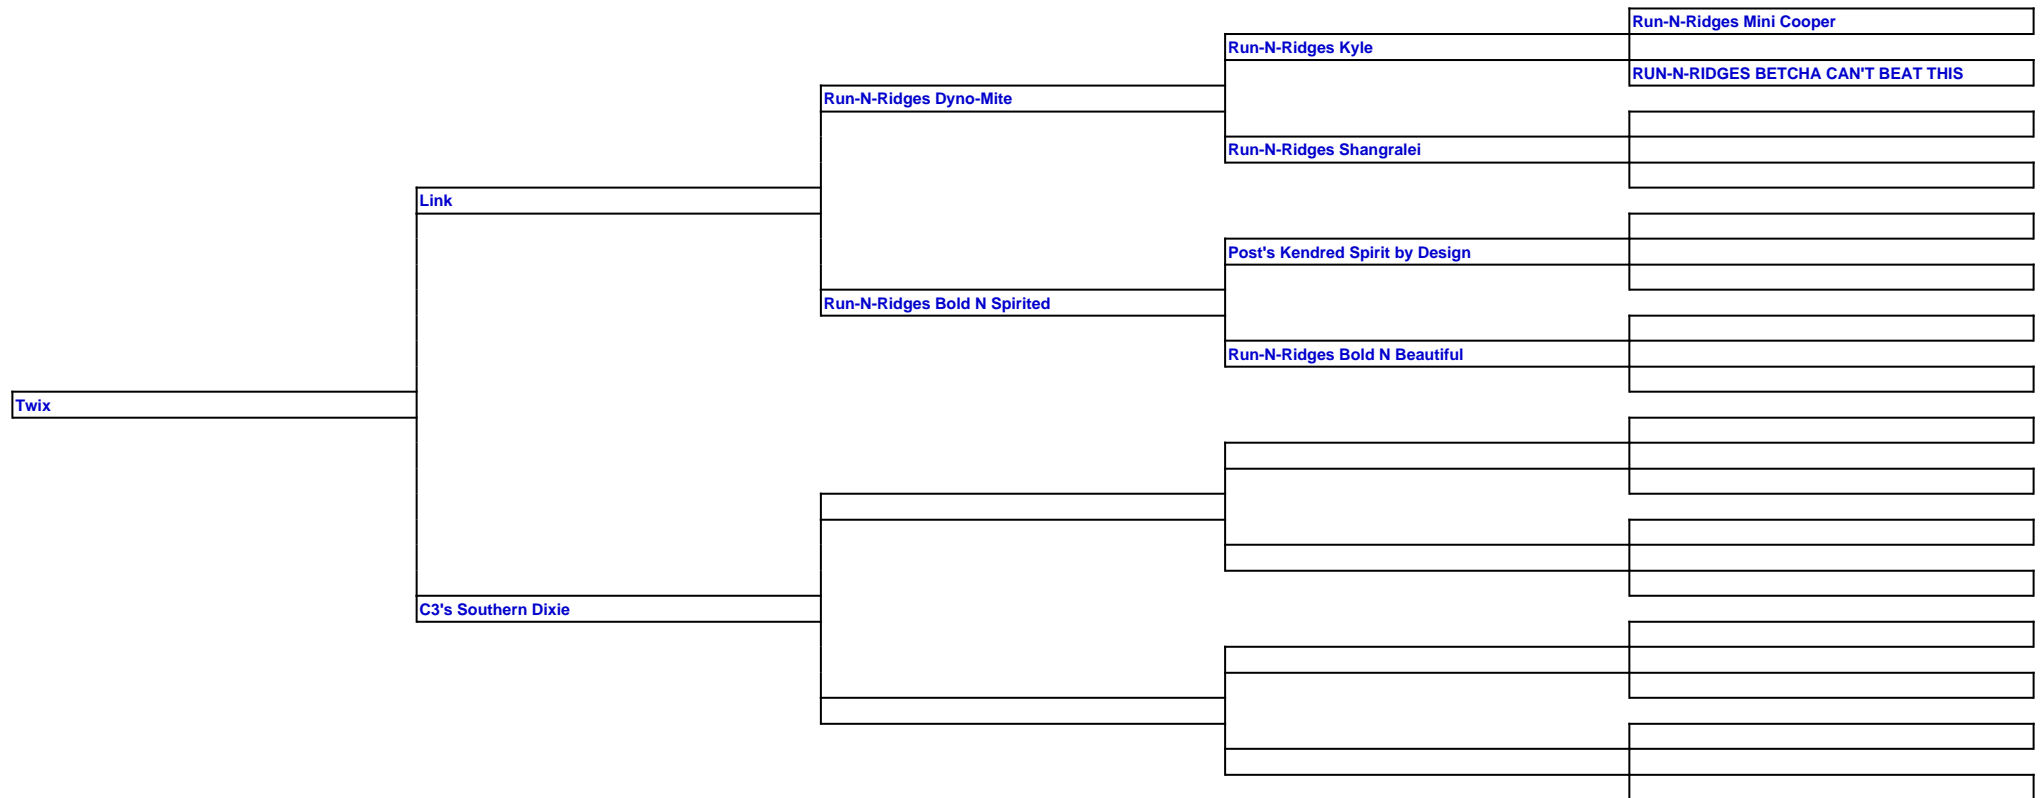 Run-N-Ridges Mini Cooper
Run-N-Ridges Kyle
RUN-N-RIDGES BETCHA CAN'T BEAT THIS
Run-N-Ridges Dyno-Mite
Run-N-Ridges Shangralei
Link
Post's Kendred Spirit by Design
Run-N-Ridges Bold N Spirited
Run-N-Ridges Bold N Beautiful
Twix
C3's Southern Dixie